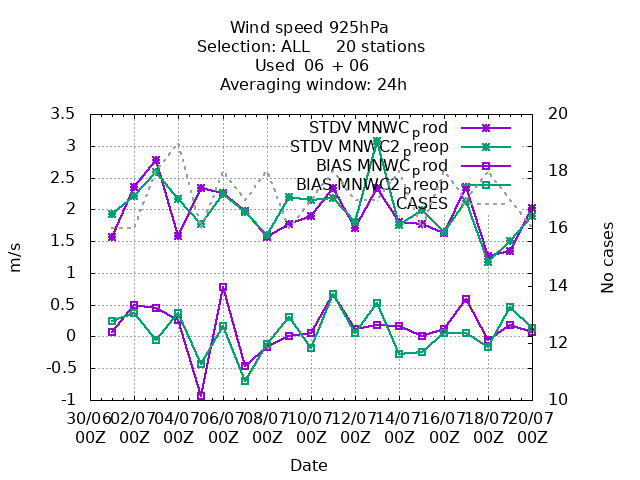 Wind speed 925hPa
Selection: ALL 20 stations
Used 06 + 06
Averaging window: 24h
3.5
3
2.5
2
1.5
1
0.5
0
-0.5
-1
m/s
20
18
16
14
12
10
No cases
STDV MNWC_prod
STDV MNWC2_preop
BIAS MNWC_prod
BIAS MNWC2_preop
CASES
30/06 02/07 04/07 06/07 08/07 10/07 12/07 14/07 16/07 18/07 20/07
00Z 00Z 00Z 00Z 00Z 00Z 00Z 00Z 00Z 00Z 00Z
Date